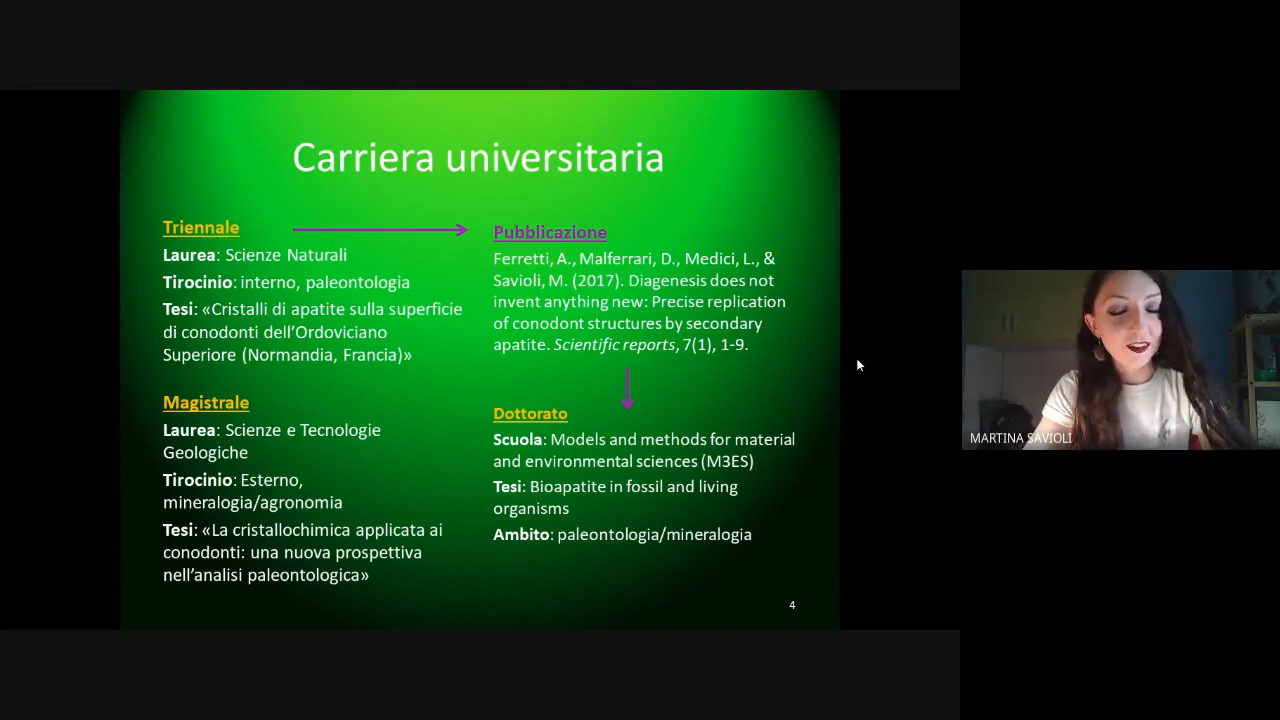 Carriera universitaria
Triennale
Laurea: Scienze Naturali
Tirocinio: interno, paleontologia
Tesi: «Cristalli di apatite sulla superficie
di conodonti dell’Ordoviciano
Superiore (Normandia, Francia)»
Magistrale
Laurea: Scienze e Tecnologie
Geologiche
Tirocinio: Esterno,
mineralogia/agronomia
Tesi: «La cristallochimica applicata ai
conodonti: una nuova prospettiva
nell’analisi paleontologica»
Pubblicazione
Ferretti, A., Malferrari, D., Medici, L., &
Savioli, M. (2017). Diagenesis does not
invent anything new: Precise replication
of conodont structures by secondary
apatite. Scientific reports, 7(1), 1-9.
Dottorato
Scuola: Models and methods for material
and environmental sciences (M3ES)
Tesi: Bioapatite in fossil and living
organisms
Ambito: paleontologia/mineralogia
4
MARTINA SAVIOLI